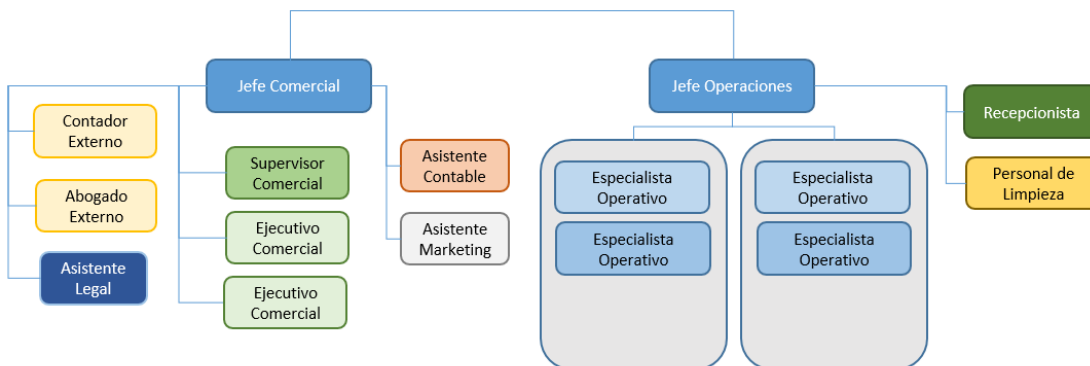 Jefe Comercial
Jefe Operaciones
Contador
Externo
Abogado
Externo
Asistente
Legal
Supervisor
Comercial
Ejecutivo
Comercial
Ejecutivo
Comercial
Asistente
Contable
Asistente
Marketing
Especialista
Operativo
Especialista
Operativo
Especialista
Operativo
Especialista
Operativo
Recepcionista
Personal de
Limpieza